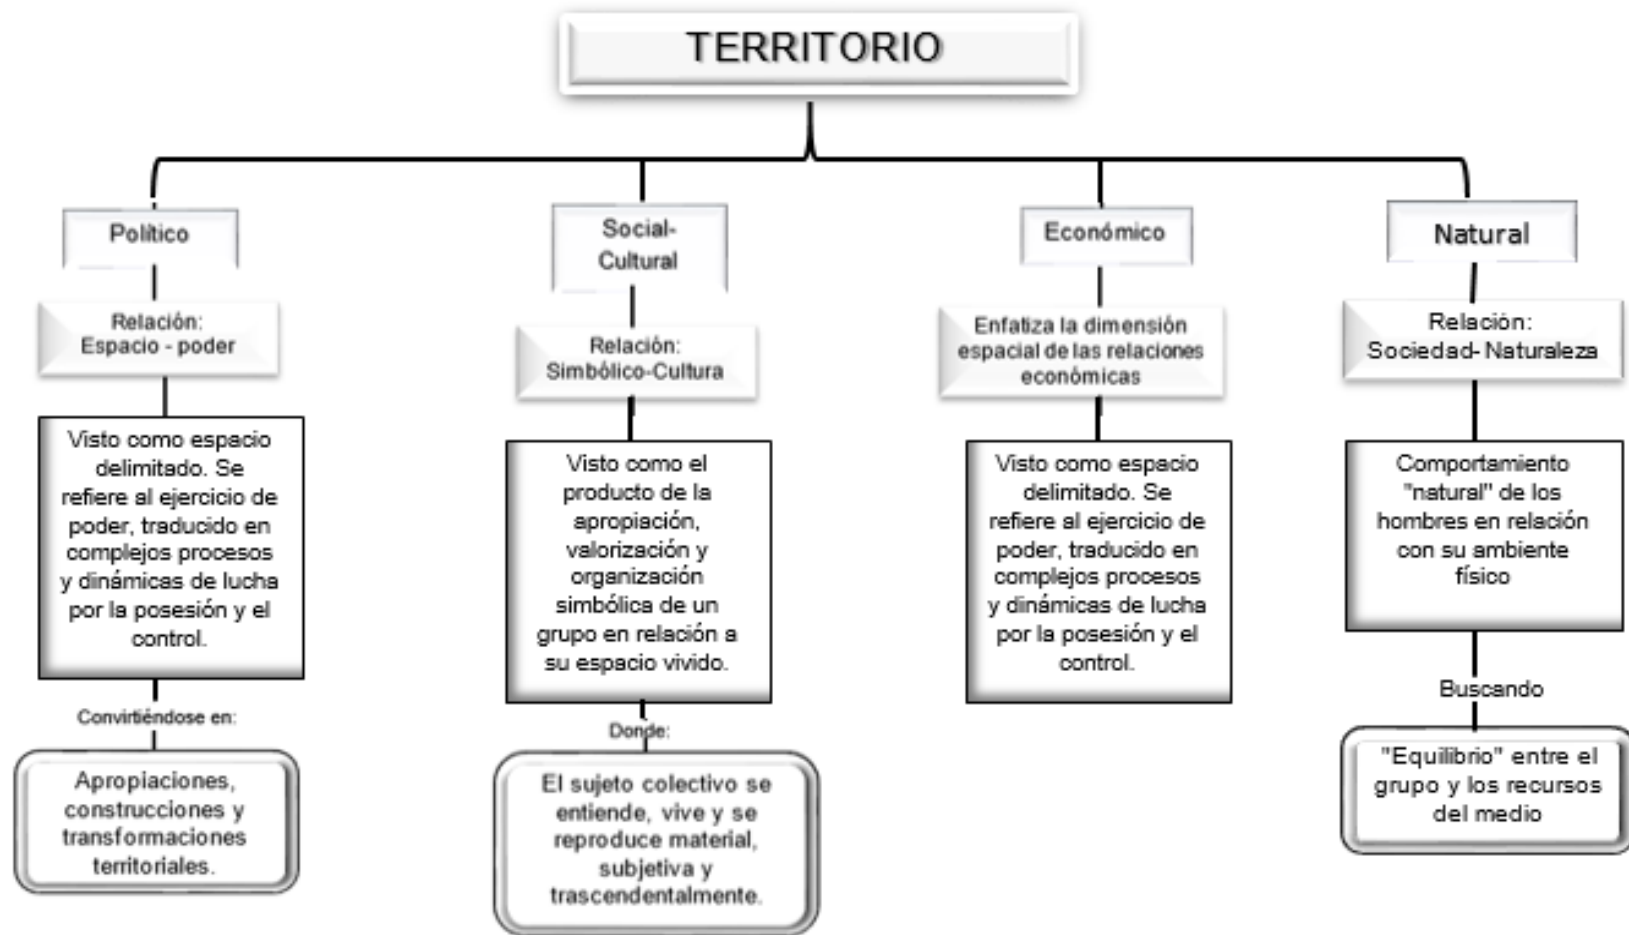 TERRITORIO
Político
Relación:
Espacio - poder
Visto como espacio
delimitado. Se
refiere al ejercicio de
poder, traducido en
complejos procesos
y dinámicas de lucha
por la posesión y el
control.
Convirtiéndose en:
Apropiaciones,
construcciones y
transformaciones
territoriales.
Social-
Cultural
Relación:
Simbólico-Cultura
Visto como el
producto de la
apropiación,
valorización y
organización
simbólica de un
grupo en relación a
su espacio vivido.
Donde:
El sujeto colectivo se
entiende, vive y se
reproduce material,
subjetiva y
trascendentalmente.
Económico
Enfatiza la dimensión
espacial de las relaciones
económicas
Visto como espacio
delimitado. Se
refiere al ejercicio de
poder, traducido en
complejos procesos
y dinámicas de lucha
por la posesión y el
control.
Natural
Relación:
Sociedad- Naturaleza
Comportamiento
"natural" de los
hombres en relación
con su ambiente
físico
Buscando
"Equilibrio" entre el
grupo y los recursos
del medio